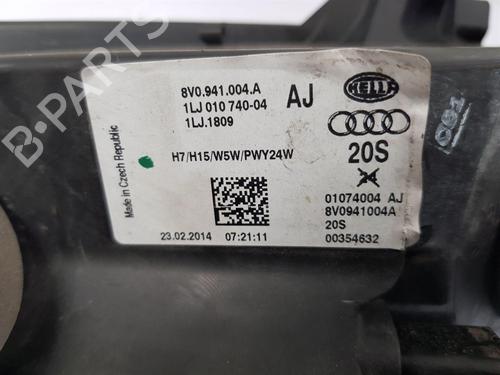 8V0.941.004.A
1LJ 010 740-04 AJ
1LJ.1809
HELLA
H7/H15/W5W/PWY24W
20S
Made in Czech Republic
01074004 AJ
8V0941004A
20S
00354632
23.02.2014 07:21:11